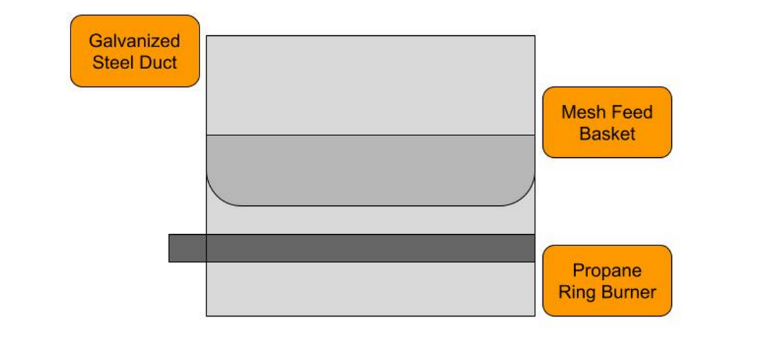 Galvanized
Steel Duct
Mesh Feed
Basket
Propane
Ring Burner